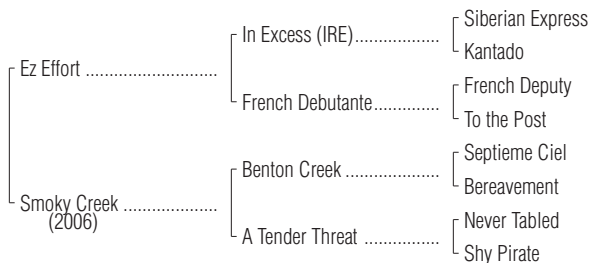 Siberian Express
In Excess (IRE)..................
Kantado
Ez Effort ............................
French Deputy
French Debutante..............
To the Post
Septieme Ciel
Benton Creek ....................
Bereavement
Smoky Creek ....................
(2006)
Never Tabled
A Tender Threat ................
Shy Pirate